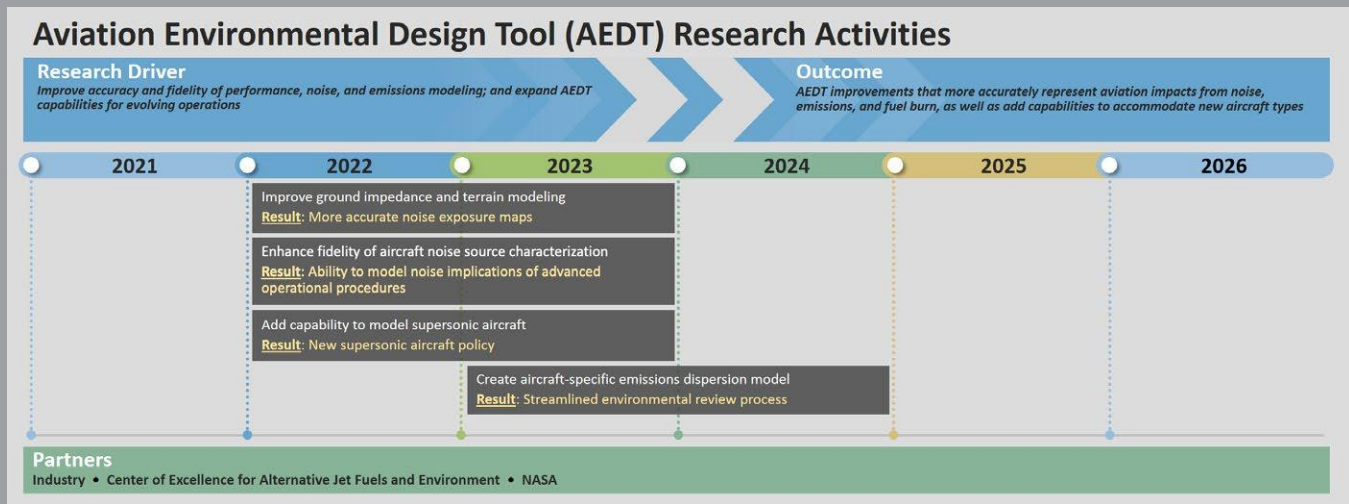 Aviation Environmental Design Tool (AEDT) Research Activities
Research Driver
Improve accuracy and fidelity of performance, noise, and emissions modeling; and expand AEDT
capabilities for evolving operations
Outcome
AEDT improvements that more accurately represent aviation impacts from noise,
emissions, and fuel burn, as well as add capabilities to accommodate new aircraft types
2021 2022 2023 2024 2025 2026
Improve ground impedance and terrain modeling
Result: More accurate noise exposure maps
Enhance fidelity of aircraft noise source characterization
Result: Ability to model noise implications of advanced
operational procedures
Add capability to model supersonic aircraft
Result: New supersonic aircraft policy
Create aircraft-specific emissions dispersion model
Result: Streamlined environmental review process
Partners
Industry • Center of Excellence for Alternative Jet Fuels and Environment • NASA